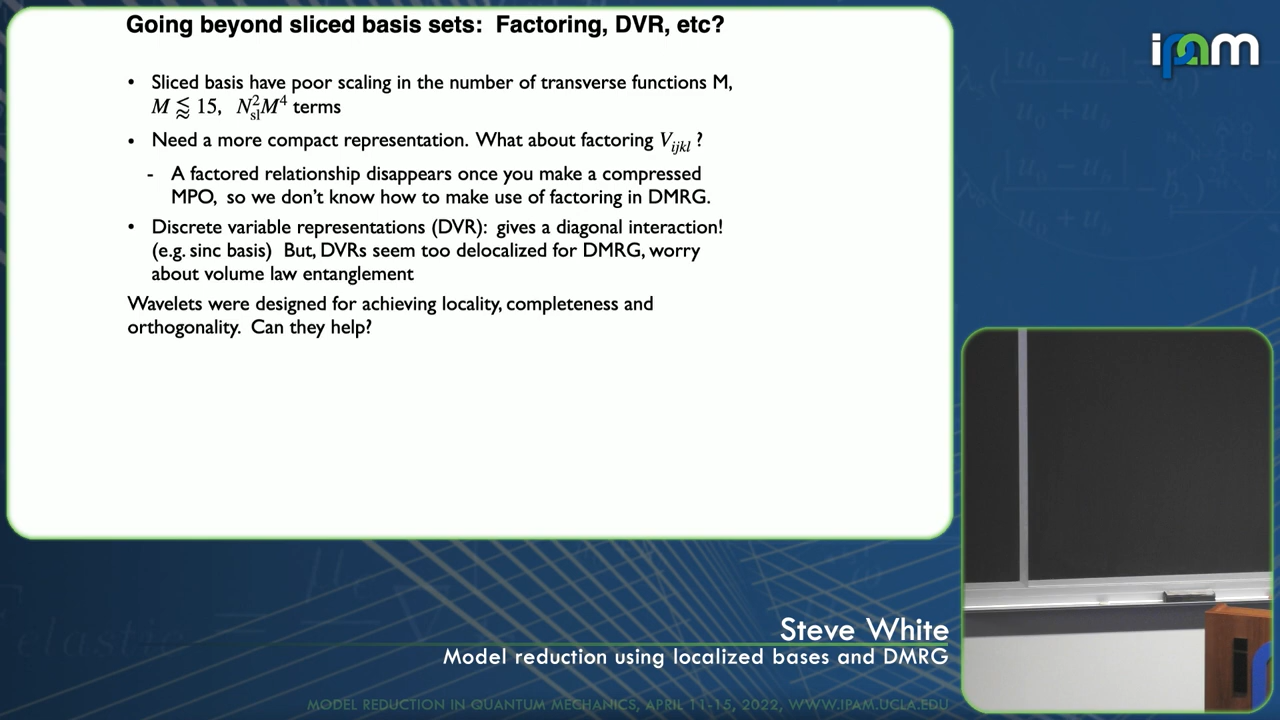 Going beyond sliced basis sets: Factoring, DVR, etc?
• Sliced basis have poor scaling in the number of transverse functions M,
M ⪅ 15, N²ₛₗM⁴ terms
• Need a more compact representation. What about factoring Vᵢⱼₖₗ ?
- A factored relationship disappears once you make a compressed
MPO, so we don't know how to make use of factoring in DMRG.
• Discrete variable representations (DVR): gives a diagonal interaction!
(e.g. sinc basis) But, DVRs seem too delocalized for DMRG, worry
about volume law entanglement
Wavelets were designed for achieving locality, completeness and
orthogonality. Can they help?
ipam
Steve White
Model reduction using localized bases and DMRG
MODEL REDUCTION IN QUANTUM MECHANICS, APRIL 11-15, 2022, WWW.IPAM.UCLA.EDU
elastic